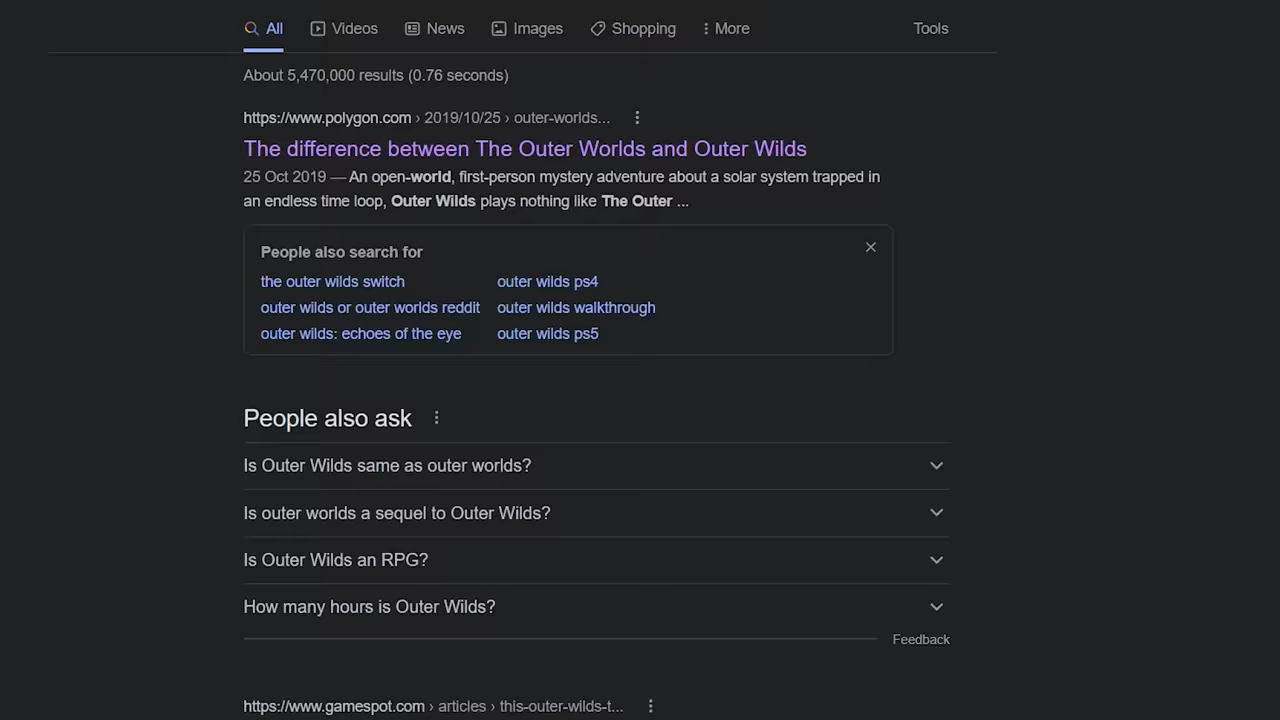 All Videos News Images Shopping More Tools
About 5,470,000 results (0.76 seconds)
https://www.polygon.com › 2019/10/25 › outer-worlds...
The difference between The Outer Worlds and Outer Wilds
25 Oct 2019 — An open-world, first-person mystery adventure about a solar system trapped in
an endless time loop, Outer Wilds plays nothing like The Outer ...
People also search for
the outer wilds switch outer wilds ps4
outer wilds or outer worlds reddit outer wilds walkthrough
outer wilds: echoes of the eye outer wilds ps5
People also ask
Is Outer Wilds same as outer worlds?
Is outer worlds a sequel to Outer Wilds?
Is Outer Wilds an RPG?
How many hours is Outer Wilds?
Feedback
https://www.gamespot.com › articles › this-outer-wilds-t...